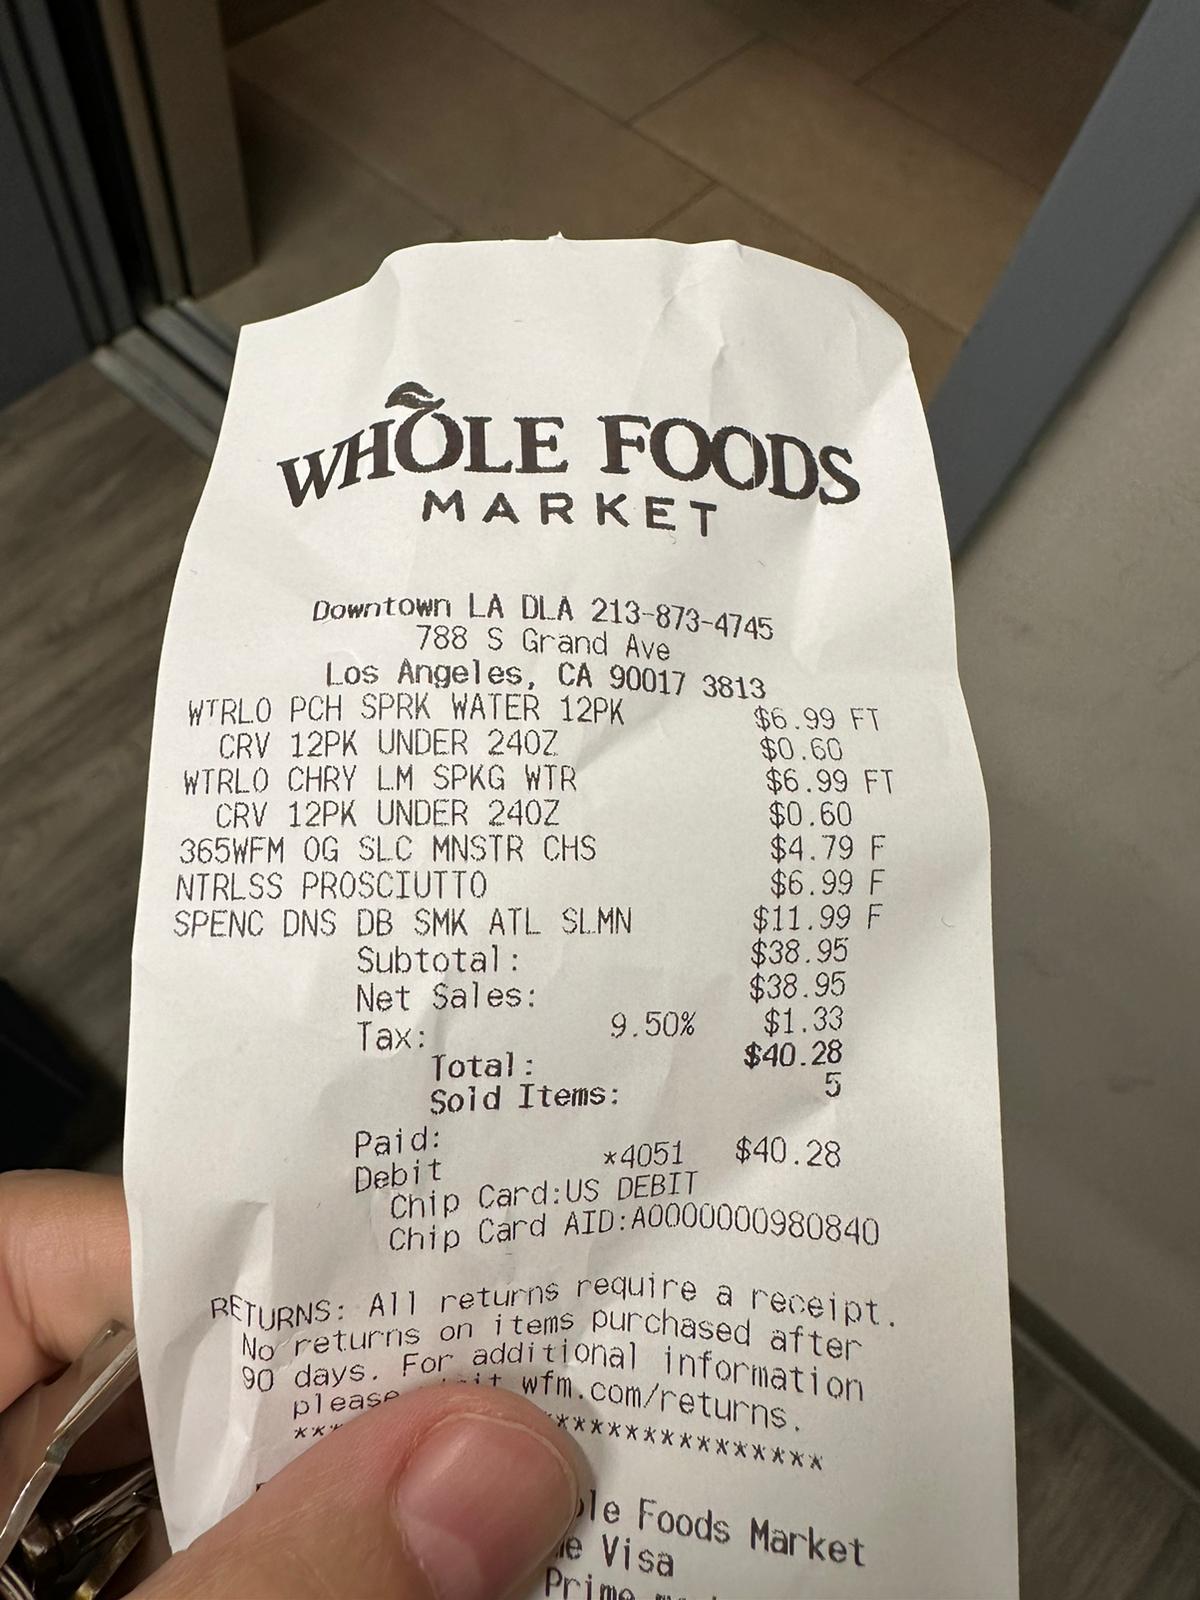 WHOLE FOODS
MARKET
Downtown LA DLA 213-873-4745
788 S Grand Ave
Los Angeles, CA 90017 3813
WTRLO PCH SPRK WATER 12PK $6.99 FT
CRV 12PK UNDER 24OZ $0.60
WTRLO CHRY LM SPKG WTR $6.99 FT
CRV 12PK UNDER 24OZ $0.60
365WFM OG SLC MNSTR CHS $4.79 F
NTRLSS PROSCIUTTO $6.99 F
SPENC DNS DB SMK ATL SLMN $11.99 F
Subtotal: $38.95
Net Sales: $38.95
Tax: 9.50% $1.33
Total: $40.28
Sold Items: 5
Paid:
Debit *4051 $40.28
Chip Card:US DEBIT
Chip Card AID:A0000000980840
RETURNS: All returns require a receipt.
No returns on items purchased after
90 days. For additional information
please wfm.com/returns.
Foods Market
Visa
Prime